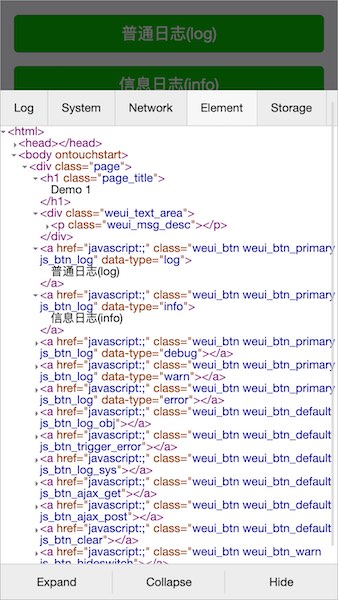 普通日志(log)
信息日志(info)
Log System Network Element Storage
<html>
<head></head>
<body ontouchstart>
<div class="page">
<h1 class="page_title">
Demo 1
</h1>
<div class="weui_text_area">
<p class="weui_msg_desc"></p>
</div>
<a href="javascript:;" class="weui_btn weui_btn_primary
js_btn_log" data-type="log">
普通日志(log)
</a>
<a href="javascript:;" class="weui_btn weui_btn_primary
js_btn_log" data-type="info">
信息日志(info)
</a>
<a href="javascript:;" class="weui_btn weui_btn_primary
js_btn_log" data-type="debug"></a>
<a href="javascript:;" class="weui_btn weui_btn_primary
js_btn_log" data-type="warn"></a>
<a href="javascript:;" class="weui_btn weui_btn_primary
js_btn_log" data-type="error"></a>
<a href="javascript:;" class="weui_btn weui_btn_default
js_btn_log_obj"></a>
<a href="javascript:;" class="weui_btn weui_btn_default
js_btn_trigger_error"></a>
<a href="javascript:;" class="weui_btn weui_btn_default
js_btn_log_sys"></a>
<a href="javascript:;" class="weui_btn weui_btn_default
js_btn_ajax_get"></a>
<a href="javascript:;" class="weui_btn weui_btn_default
js_btn_ajax_post"></a>
<a href="javascript:;" class="weui_btn weui_btn_default
js_btn_clear"></a>
<a href="javascript:;" class="weui_btn weui_btn_warn
js_btn_hideswitch"></a>
Expand Collapse Hide